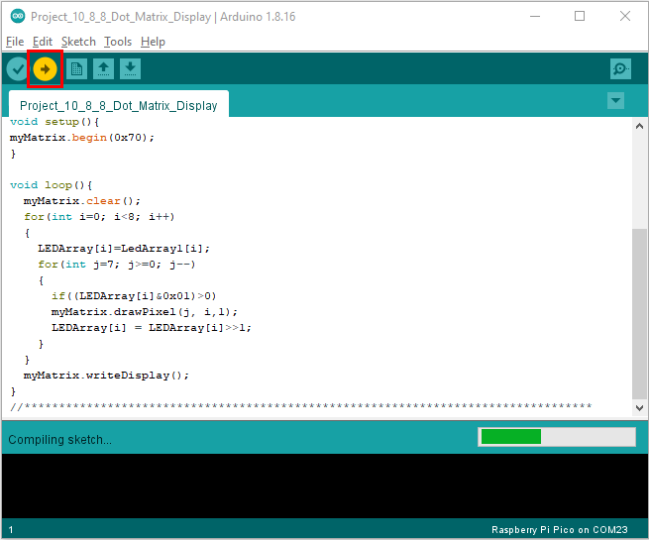 Project_10_8_8_Dot_Matrix_Display | Arduino 1.8.16
File Edit Sketch Tools Help
Project_10_8_8_Dot_Matrix_Display
void setup(){
myMatrix.begin(0x70);
}
void loop(){
  myMatrix.clear();
  for(int i=0; i<8; i++)
  {
    LEDArray[i]=LedArray1[i];
    for(int j=7; j>=0; j--)
    {
      if((LEDArray[i]&0x01)>0)
      myMatrix.drawPixel(j, i,1);
      LEDArray[i] = LEDArray[i]>>1;
    }
  }
  myMatrix.writeDisplay();
}
//**********************************************************************************
Compiling sketch...
1 Raspberry Pi Pico on COM23